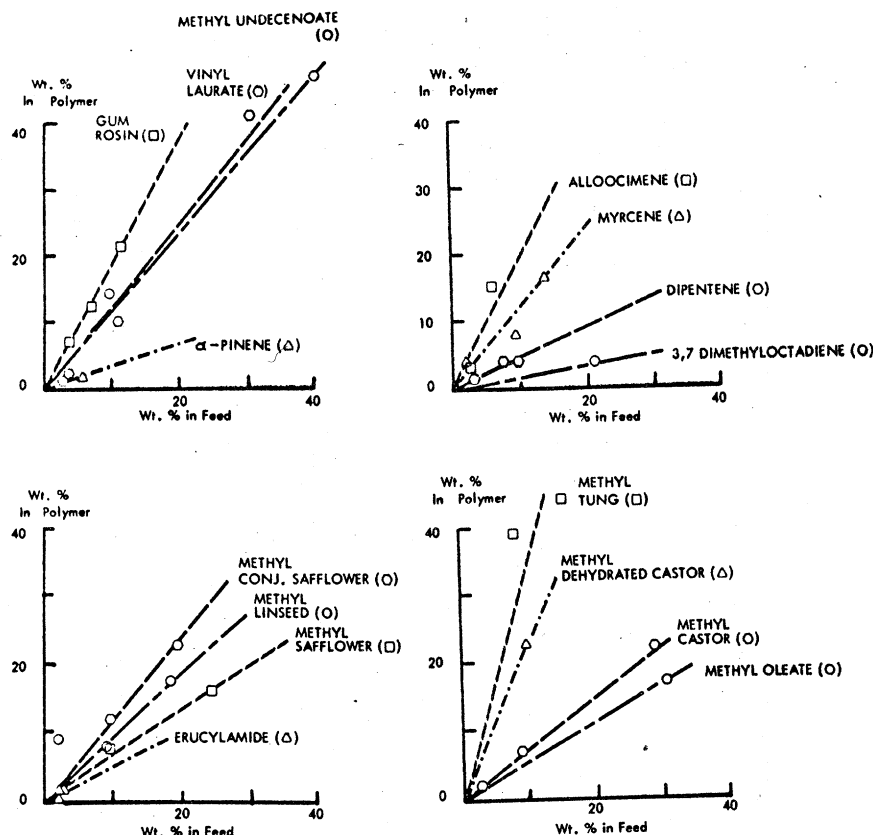 METHYL UNDECENOATE
(O)
Wt. %
In Polymer
VINYL
LAURATE (O)
GUM
ROSIN (□)
40
20
α-PINENE (△)
0
20
40
Wt. % in Feed
Wt. %
In Polymer
40
ALLOOCIMENE (□)
30
MYRCENE (△)
20
DIPENTENE (O)
10
3,7 DIMETHYLOCTADIENE (O)
0
20
40
Wt. % in Feed
Wt. %
In Polymer
40
METHYL
CONJ. SAFFLOWER (O)
METHYL
LINSEED (O)
METHYL
SAFFLOWER (□)
20
ERUCYLAMIDE (△)
0
20
40
Wt. % in Feed
Wt. %
In Polymer
METHYL
TUNG (□)
40
METHYL
DEHYDRATED CASTOR (△)
METHYL
CASTOR (O)
20
METHYL OLEATE (O)
0
20
40
Wt. % in Feed